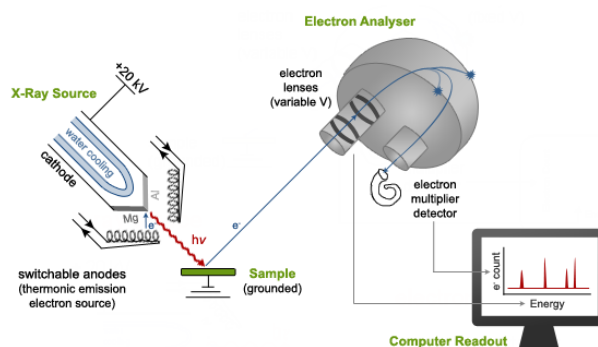 Electron Analyser
+20 kV
X-Ray Source
electron
lenses
(variable V)
water cooling
cathode
Al
Mg
e-
hv
e-
electron
multiplier
detector
switchable anodes
(thermonic emission
electron source)
Sample
(grounded)
e- count
Energy
Computer Readout